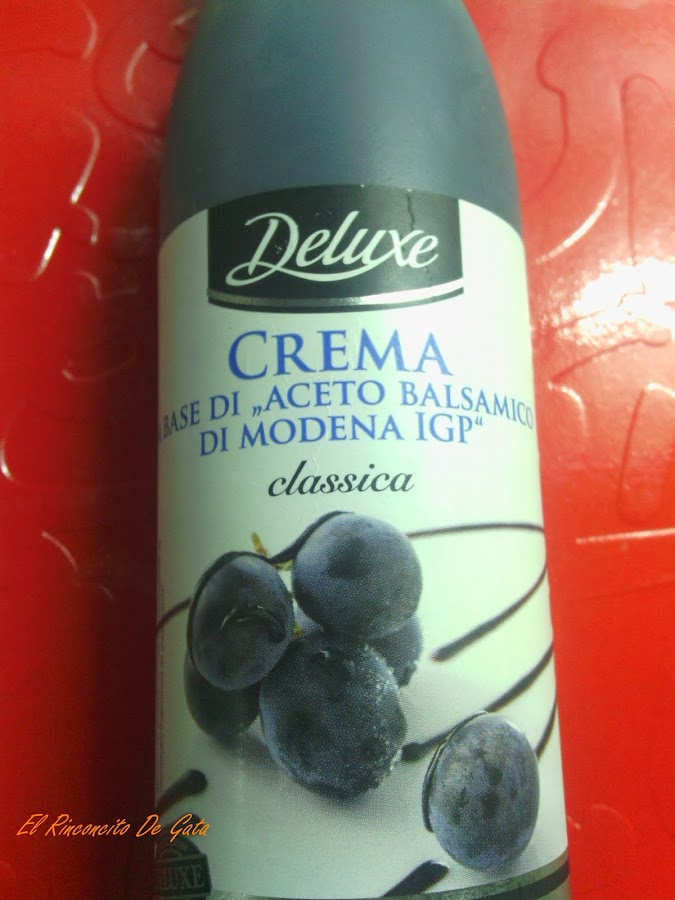 Deluxe
CREMA
BASE DI „ACETO BALSAMICO
DI MODENA IGP“
classica
El Rinconcito De Gata